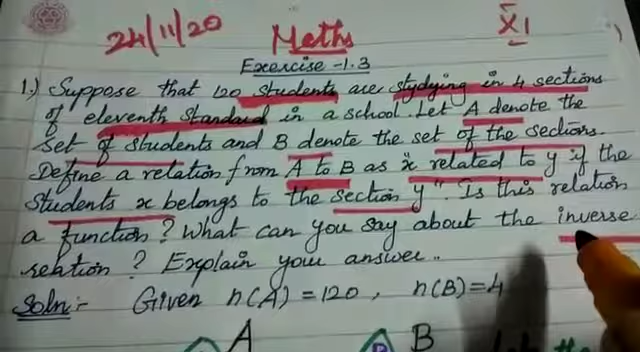 24/11/20 Maths XI
Exercise -1.3
1.) Suppose that 120 students are stydying in 4 sections
of eleventh standard in a school. Let A denote the
set of students and B denote the set of the sections.
Define a relation from A to B as "x related to y if the
students x belongs to the section y". Is this relation
a function? What can you say about the inverse
relation? Explain your answer..
Soln:- Given n(A) = 120, n(B) = 4
A B